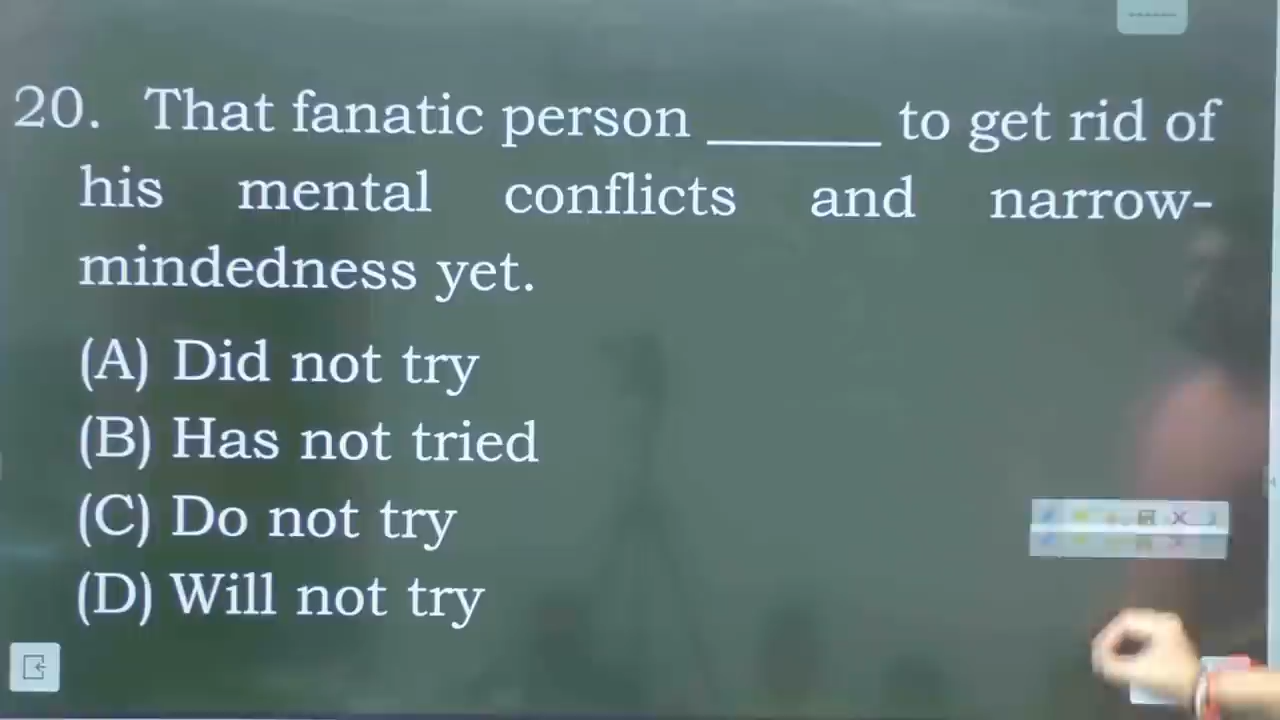 20. That fanatic person ______ to get rid of
his mental conflicts and narrow-
mindedness yet.
(A) Did not try
(B) Has not tried
(C) Do not try
(D) Will not try